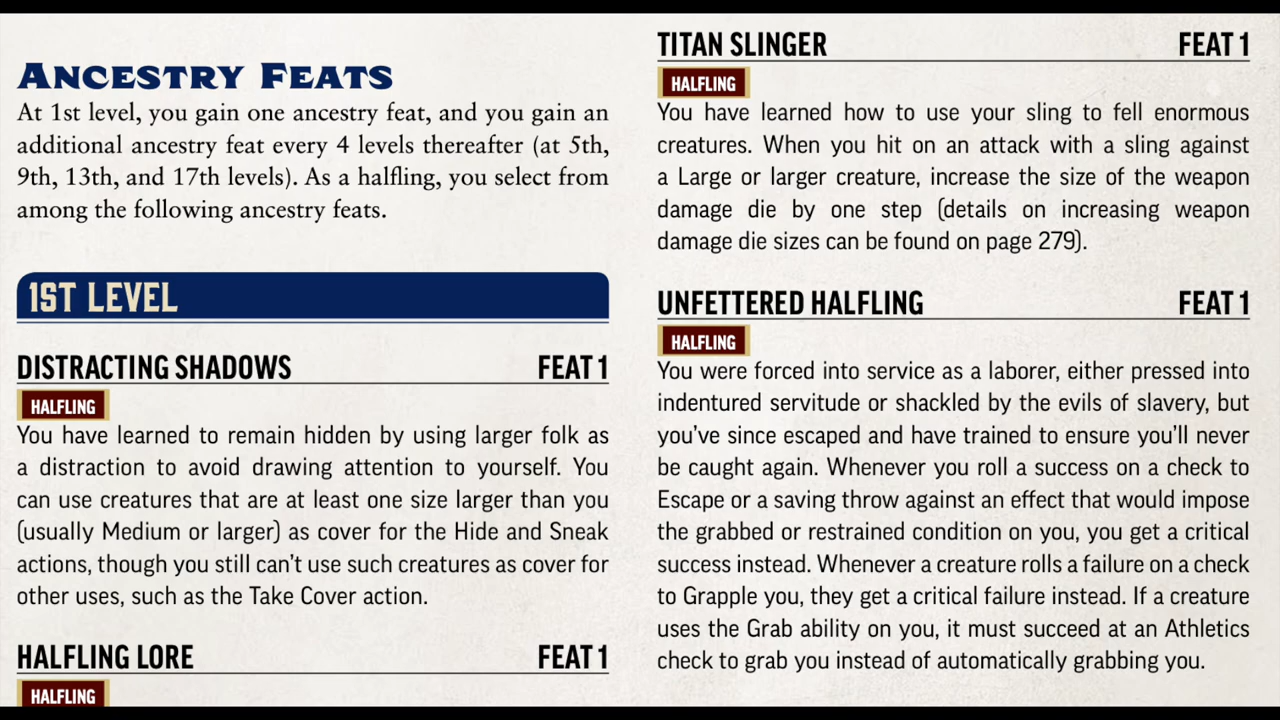 ANCESTRY FEATS
At 1st level, you gain one ancestry feat, and you gain an
additional ancestry feat every 4 levels thereafter (at 5th,
9th, 13th, and 17th levels). As a halfling, you select from
among the following ancestry feats.
1ST LEVEL
DISTRACTING SHADOWS FEAT 1
HALFLING
You have learned to remain hidden by using larger folk as
a distraction to avoid drawing attention to yourself. You
can use creatures that are at least one size larger than you
(usually Medium or larger) as cover for the Hide and Sneak
actions, though you still can't use such creatures as cover for
other uses, such as the Take Cover action.
HALFLING LORE FEAT 1
HALFLING
TITAN SLINGER FEAT 1
HALFLING
You have learned how to use your sling to fell enormous
creatures. When you hit on an attack with a sling against
a Large or larger creature, increase the size of the weapon
damage die by one step (details on increasing weapon
damage die sizes can be found on page 279).
UNFETTERED HALFLING FEAT 1
HALFLING
You were forced into service as a laborer, either pressed into
indentured servitude or shackled by the evils of slavery, but
you've since escaped and have trained to ensure you'll never
be caught again. Whenever you roll a success on a check to
Escape or a saving throw against an effect that would impose
the grabbed or restrained condition on you, you get a critical
success instead. Whenever a creature rolls a failure on a check
to Grapple you, they get a critical failure instead. If a creature
uses the Grab ability on you, it must succeed at an Athletics
check to grab you instead of automatically grabbing you.